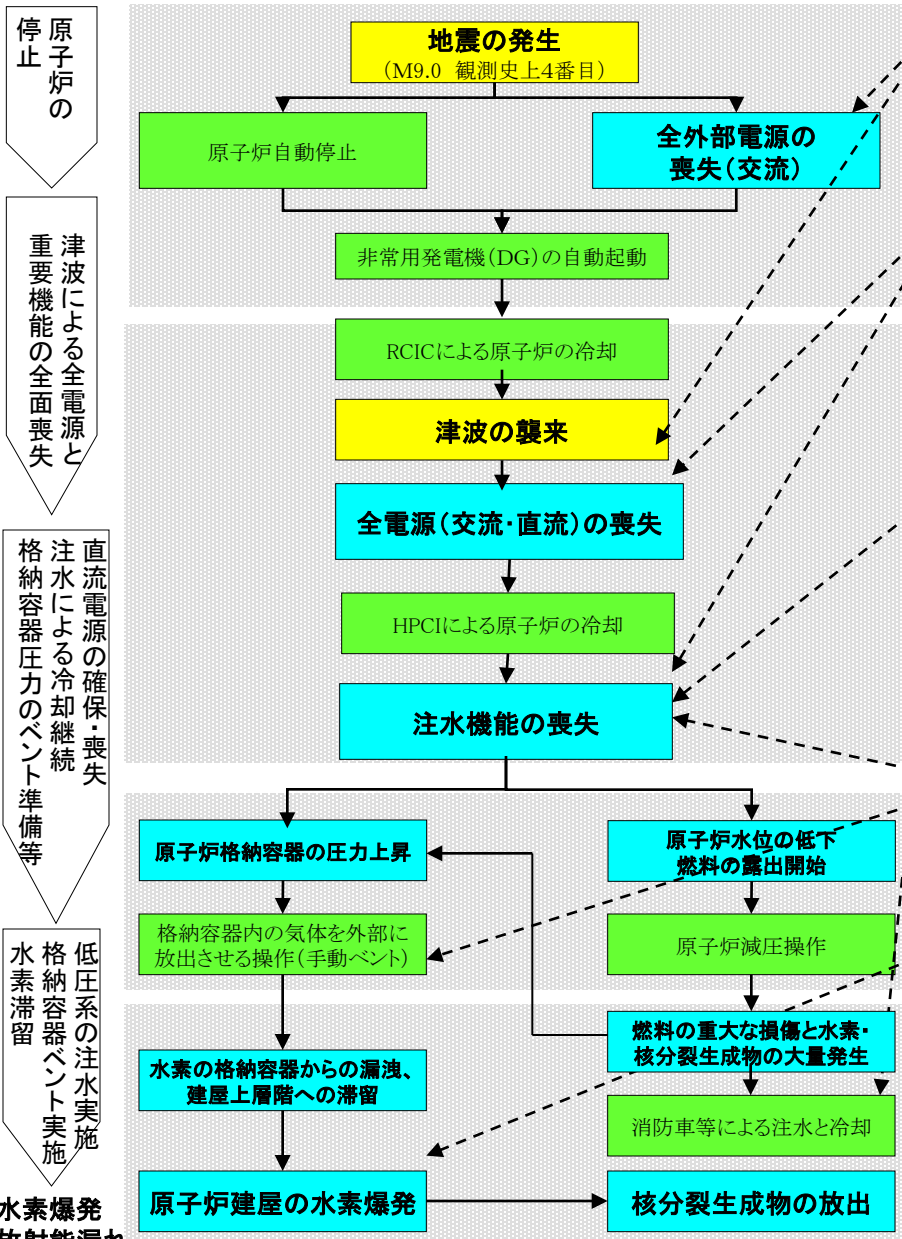 原子炉の
停止
地震の発生
(M9.0 観測史上4番目)
原子炉自動停止
全外部電源の
喪失(交流)
非常用発電機(DG)の自動起動
津波による全電源と
重要機能の全面喪失
RCICによる原子炉の冷却
津波の襲来
全電源(交流・直流)の喪失
HPCIによる原子炉の冷却
注水機能の喪失
直流電源の確保・喪失
注水による冷却継続
格納容器圧力のベント準備等
原子炉格納容器の圧力上昇
原子炉水位の低下
燃料の露出開始
格納容器内の気体を外部に
放出させる操作(手動ベント)
原子炉減圧操作
低圧系の注水実施
格納容器ベント実施
水素滞留
燃料の重大な損傷と水素・
核分裂生成物の大量発生
水素の格納容器からの漏洩、
建屋上層階への滞留
消防車等による注水と冷却
原子炉建屋の水素爆発
核分裂生成物の放出
水素爆発
放射能漏れ